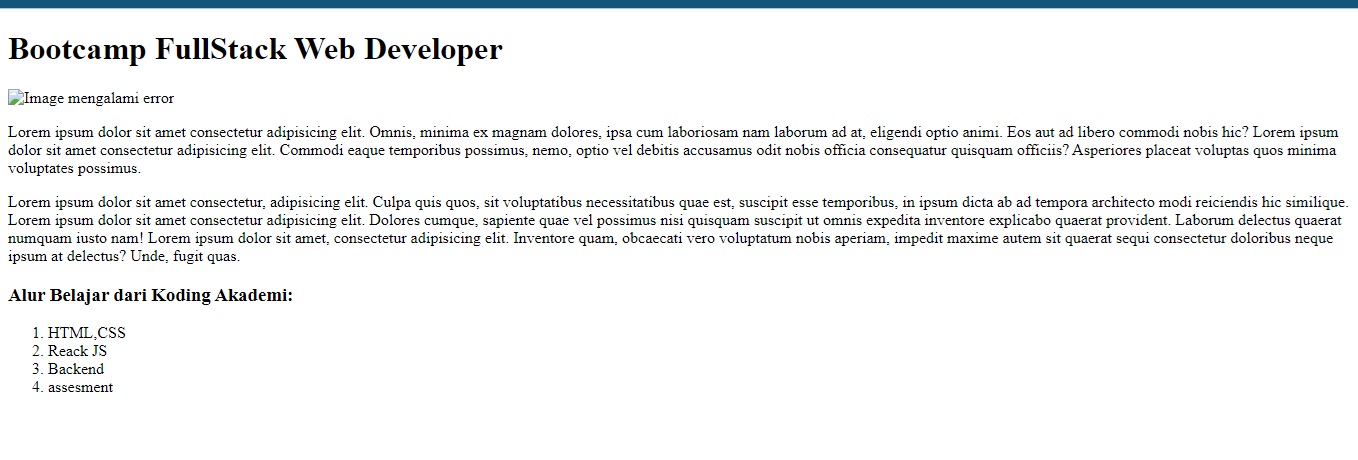 Bootcamp FullStack Web Developer
Image mengalami error
Lorem ipsum dolor sit amet consectetur adipisicing elit. Omnis, minima ex magnam dolores, ipsa cum laboriosam nam laborum ad at, eligendi optio animi. Eos aut ad libero commodi nobis hic? Lorem ipsum
dolor sit amet consectetur adipisicing elit. Commodi eaque temporibus possimus, nemo, optio vel debitis accusamus odit nobis officia consequatur quisquam officiis? Asperiores placeat voluptas quos minima
voluptates possimus.
Lorem ipsum dolor sit amet consectetur, adipisicing elit. Culpa quis quos, sit voluptatibus necessitatibus quae est, suscipit esse temporibus, in ipsum dicta ab ad tempora architecto modi reiciendis hic similique.
Lorem ipsum dolor sit amet consectetur adipisicing elit. Dolores cumque, sapiente quae vel possimus nisi quisquam suscipit ut omnis expedita inventore explicabo quaerat provident. Laborum delectus quaerat
numquam iusto nam! Lorem ipsum dolor sit amet, consectetur adipisicing elit. Inventore quam, obcaecati vero voluptatum nobis aperiam, impedit maxime autem sit quaerat sequi consectetur doloribus neque
ipsum at delectus? Unde, fugit quas.
Alur Belajar dari Koding Akademi:
1. HTML,CSS
2. Reack JS
3. Backend
4. assesment